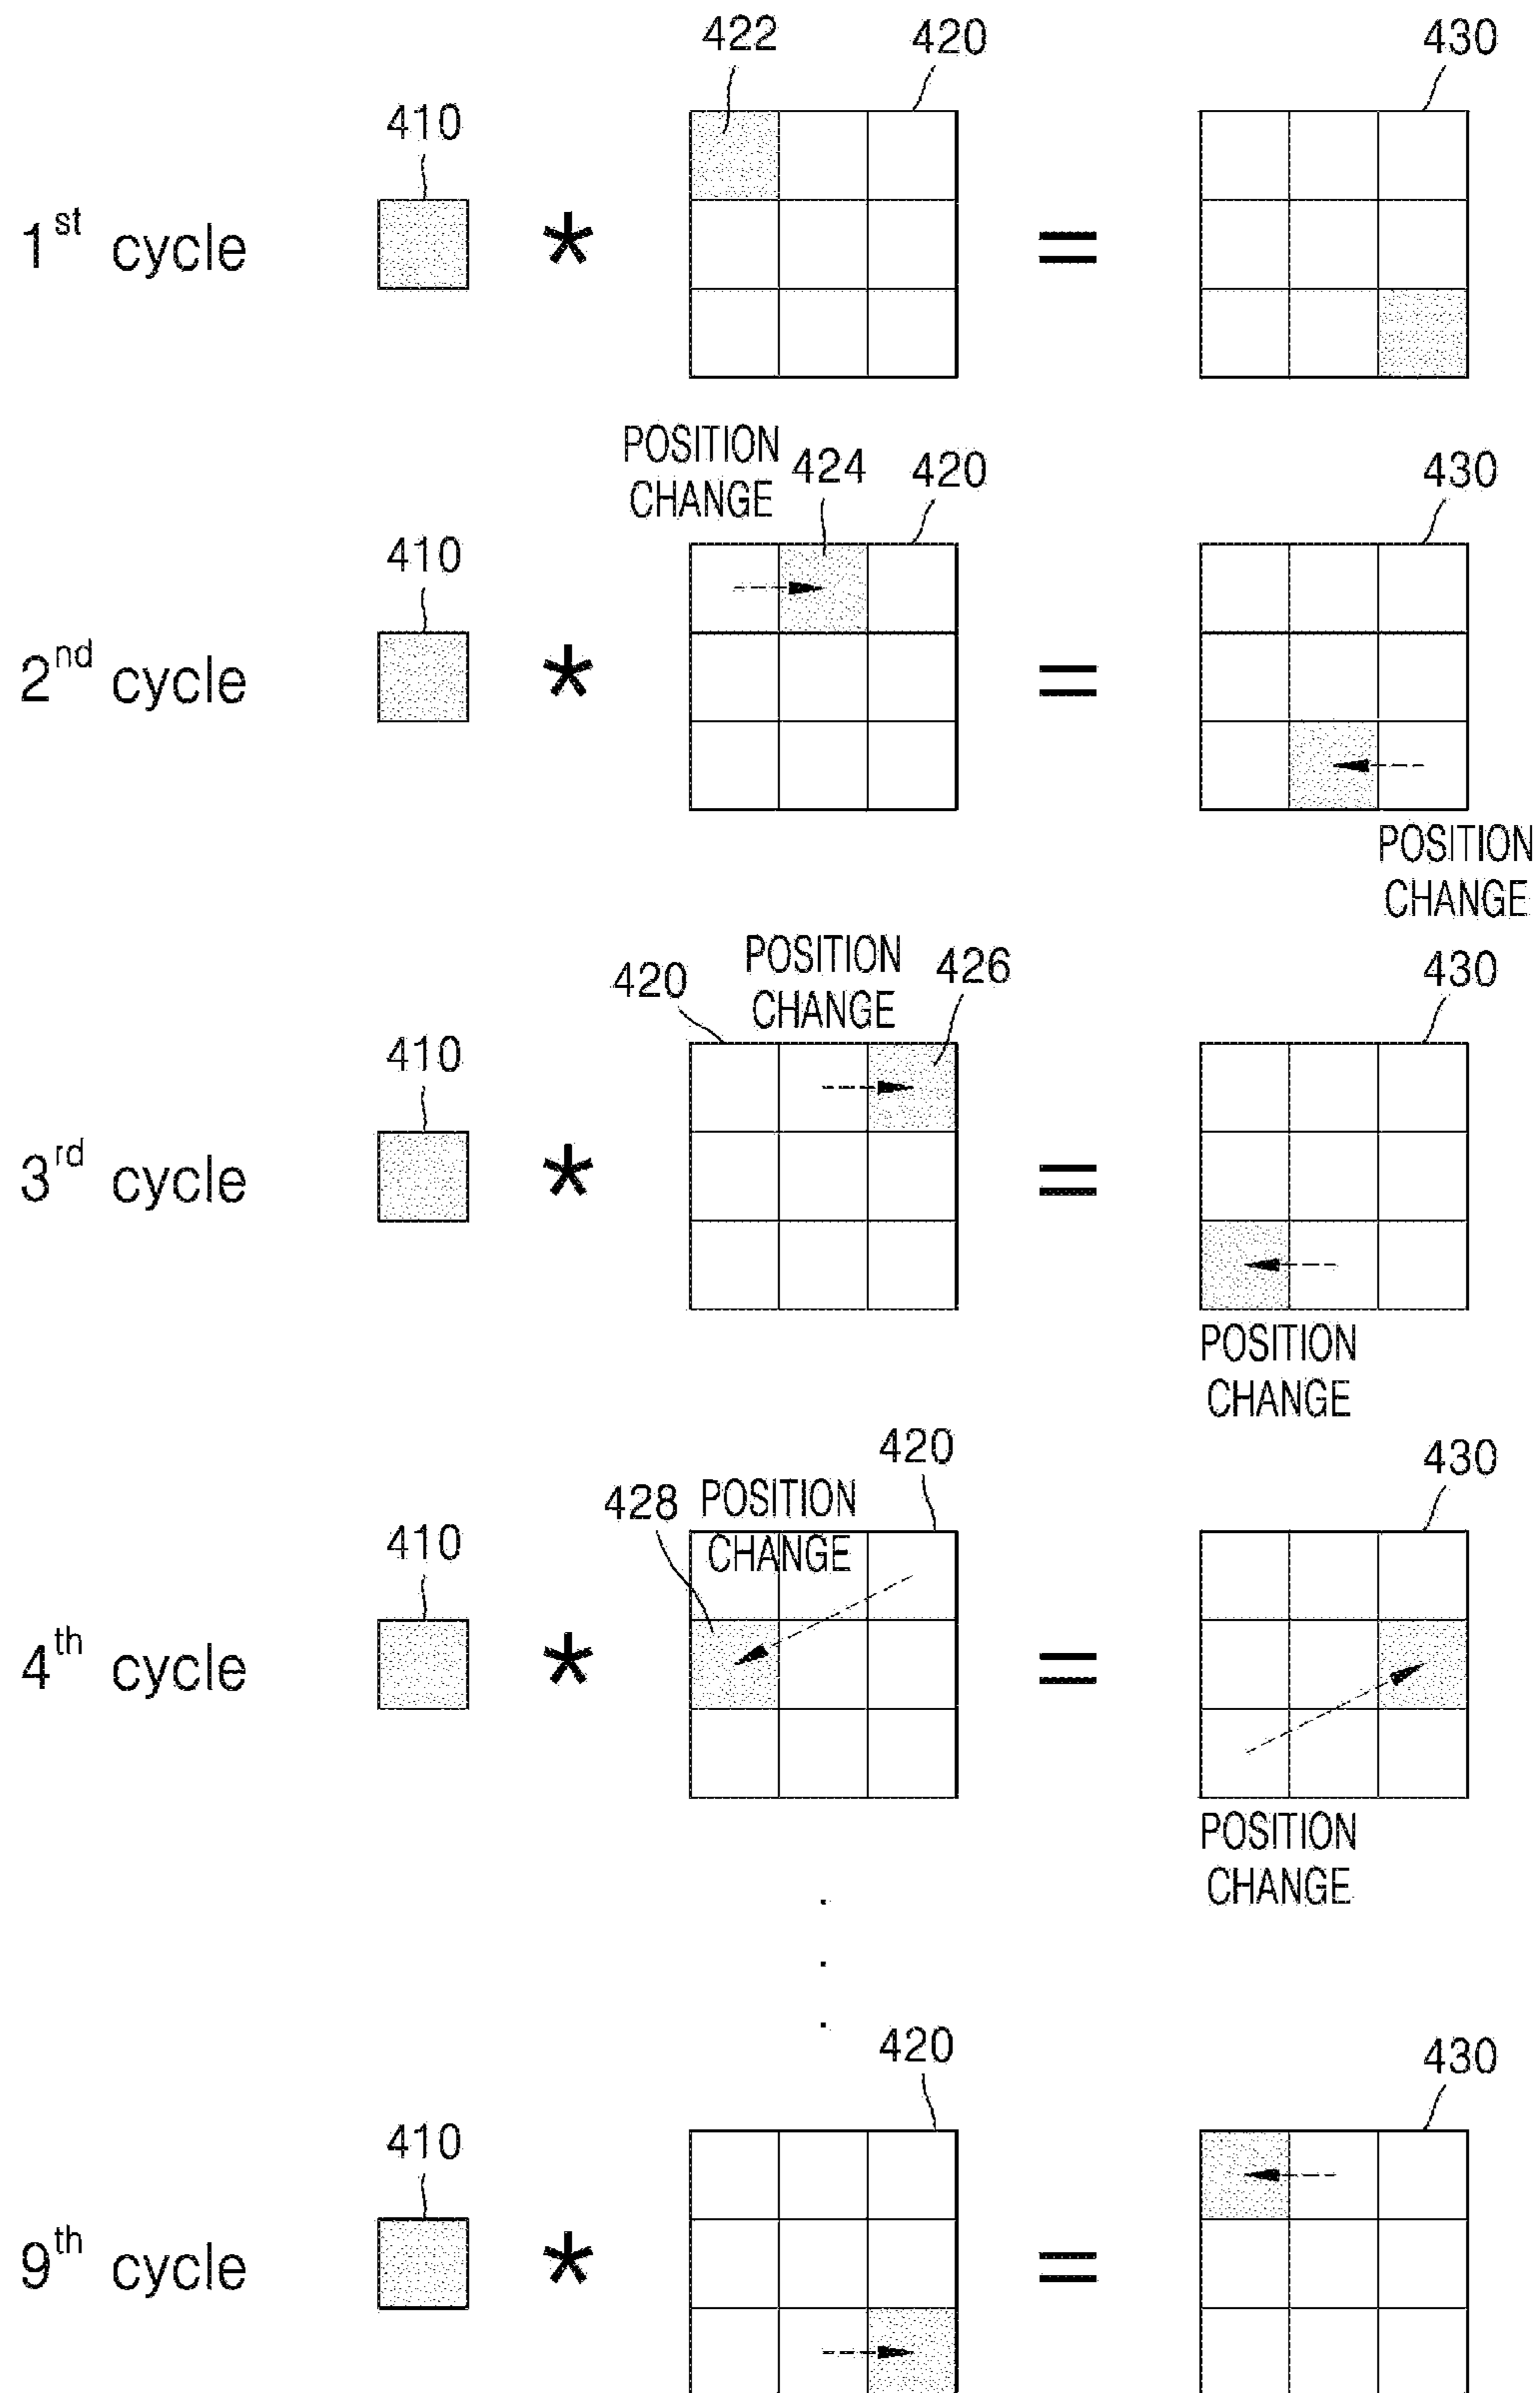 422 420 430
410
1st cycle * =
POSITION
CHANGE 424 420 430
410
2nd cycle * =
POSITION
CHANGE
420 POSITION
CHANGE 426 430
410
3rd cycle * =
POSITION
CHANGE
420 430
428 POSITION
CHANGE
410
4th cycle * =
POSITION
CHANGE
420 430
410
9th cycle * =